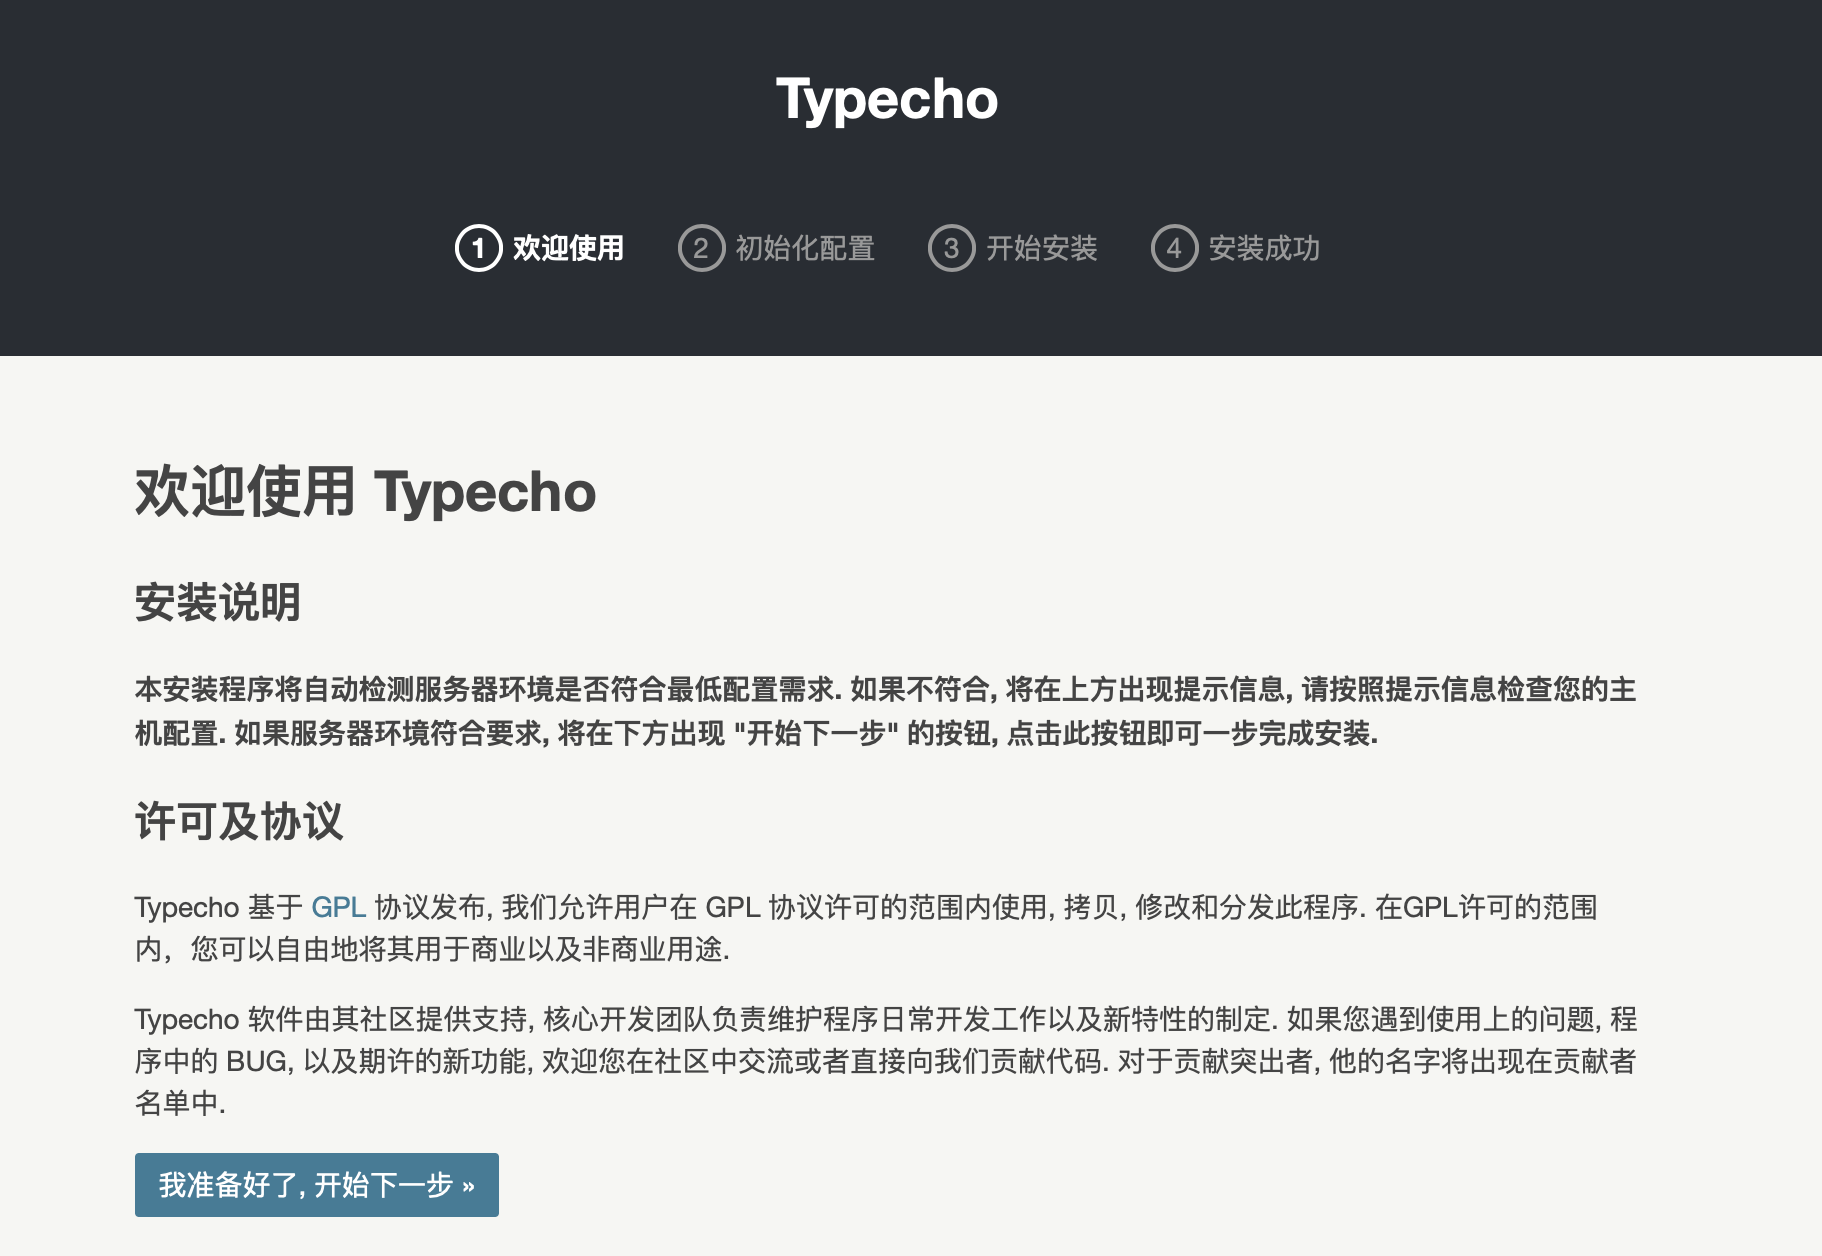 Typecho
1 欢迎使用 2 初始化配置 3 开始安装 4 安装成功
欢迎使用 Typecho
安装说明
本安装程序将自动检测服务器环境是否符合最低配置需求. 如果不符合, 将在上方出现提示信息, 请按照提示信息检查您的主
机配置. 如果服务器环境符合要求, 将在下方出现 "开始下一步" 的按钮, 点击此按钮即可一步完成安装.
许可及协议
Typecho 基于 GPL 协议发布, 我们允许用户在 GPL 协议许可的范围内使用, 拷贝, 修改和分发此程序. 在GPL许可的范围
内，您可以自由地将其用于商业以及非商业用途.
Typecho 软件由其社区提供支持, 核心开发团队负责维护程序日常开发工作以及新特性的制定. 如果您遇到使用上的问题, 程
序中的 BUG, 以及期许的新功能, 欢迎您在社区中交流或者直接向我们贡献代码. 对于贡献突出者, 他的名字将出现在贡献者
名单中.
我准备好了, 开始下一步 »